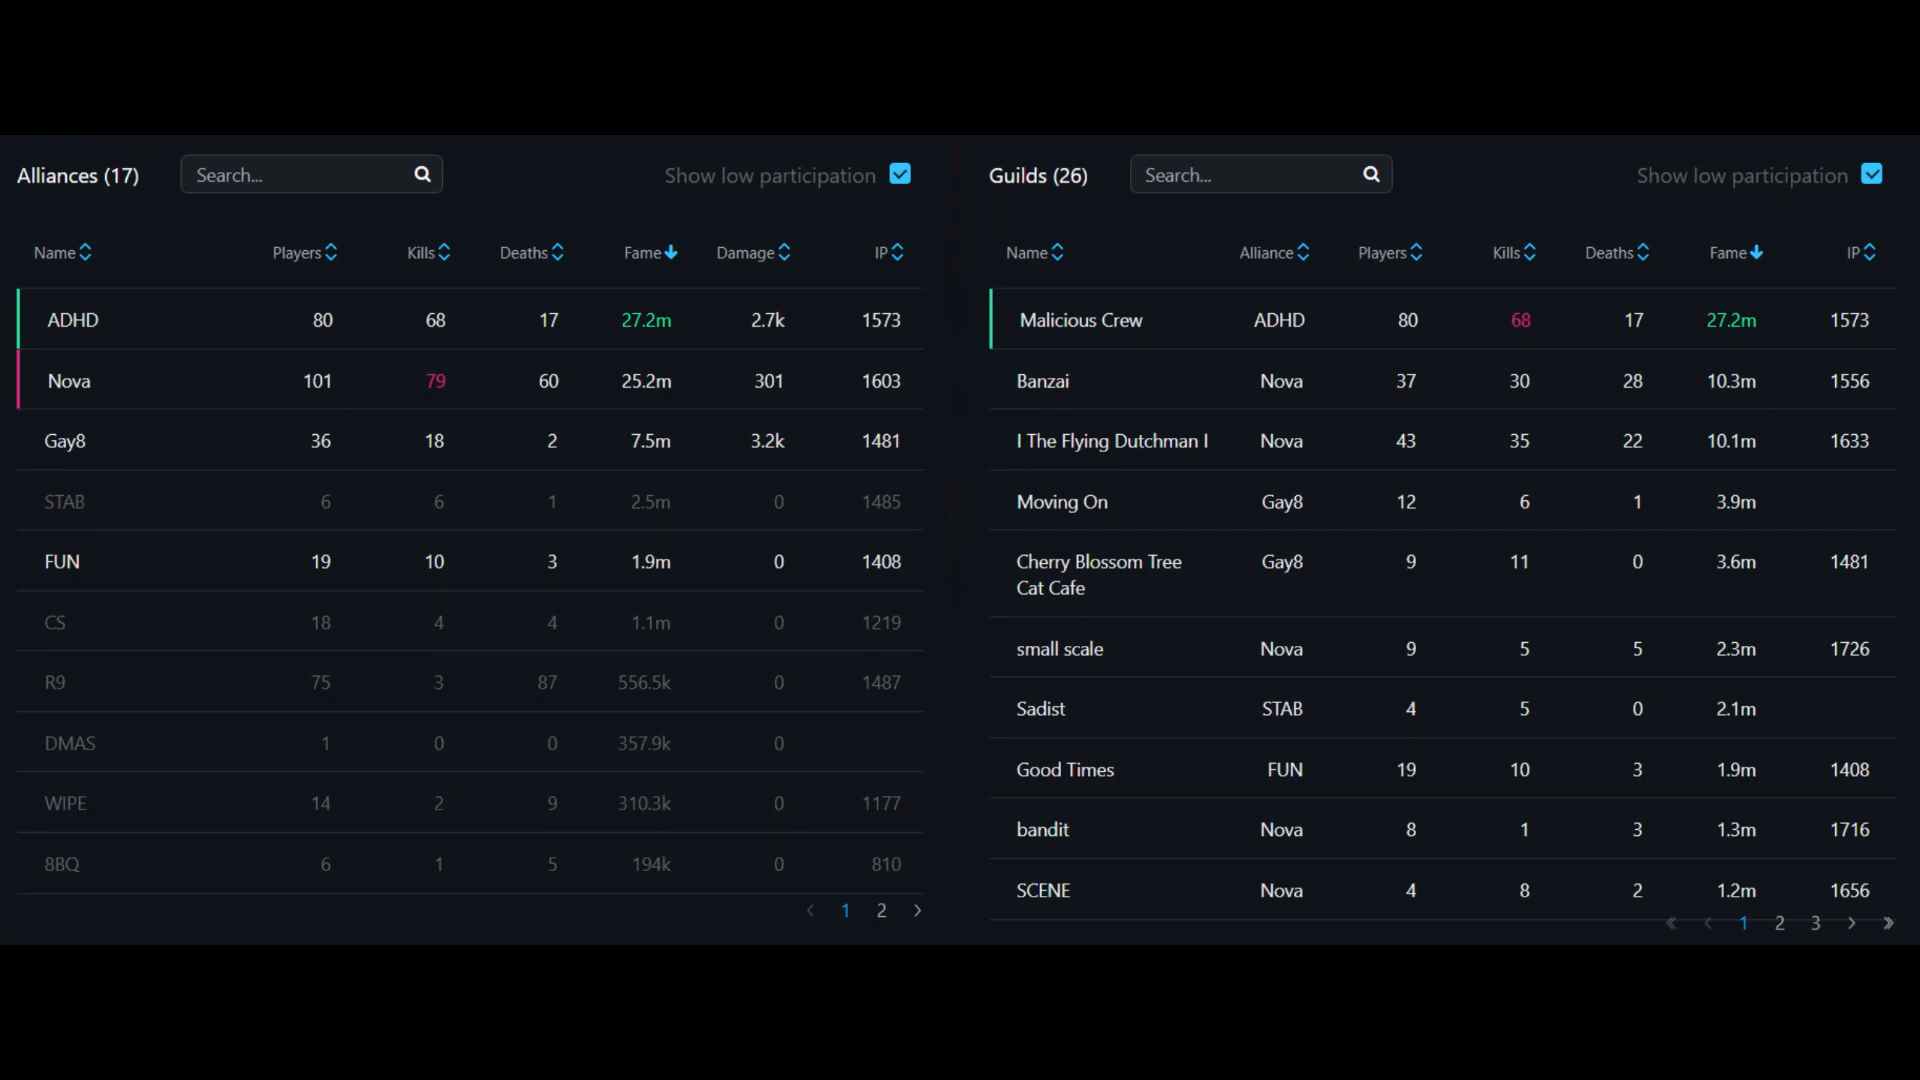 Alliances (17) Search... Show low participation
Name Players Kills Deaths Fame Damage IP
ADHD 80 68 17 27.2m 2.7k 1573
Nova 101 79 60 25.2m 301 1603
Gay8 36 18 2 7.5m 3.2k 1481
STAB 6 6 1 2.5m 0 1485
FUN 19 10 3 1.9m 0 1408
CS 18 4 4 1.1m 0 1219
R9 75 3 87 556.5k 0 1487
DMAS 1 0 0 357.9k 0
WIPE 14 2 9 310.3k 0 1177
8BQ 6 1 5 194k 0 810
1 2
Guilds (26) Search... Show low participation
Name Alliance Players Kills Deaths Fame IP
Malicious Crew ADHD 80 68 17 27.2m 1573
Banzai Nova 37 30 28 10.3m 1556
I The Flying Dutchman I Nova 43 35 22 10.1m 1633
Moving On Gay8 12 6 1 3.9m
Cherry Blossom Tree Gay8 9 11 0 3.6m 1481
Cat Cafe
small scale Nova 9 5 5 2.3m 1726
Sadist STAB 4 5 0 2.1m
Good Times FUN 19 10 3 1.9m 1408
bandit Nova 8 1 3 1.3m 1716
SCENE Nova 4 8 2 1.2m 1656
1 2 3